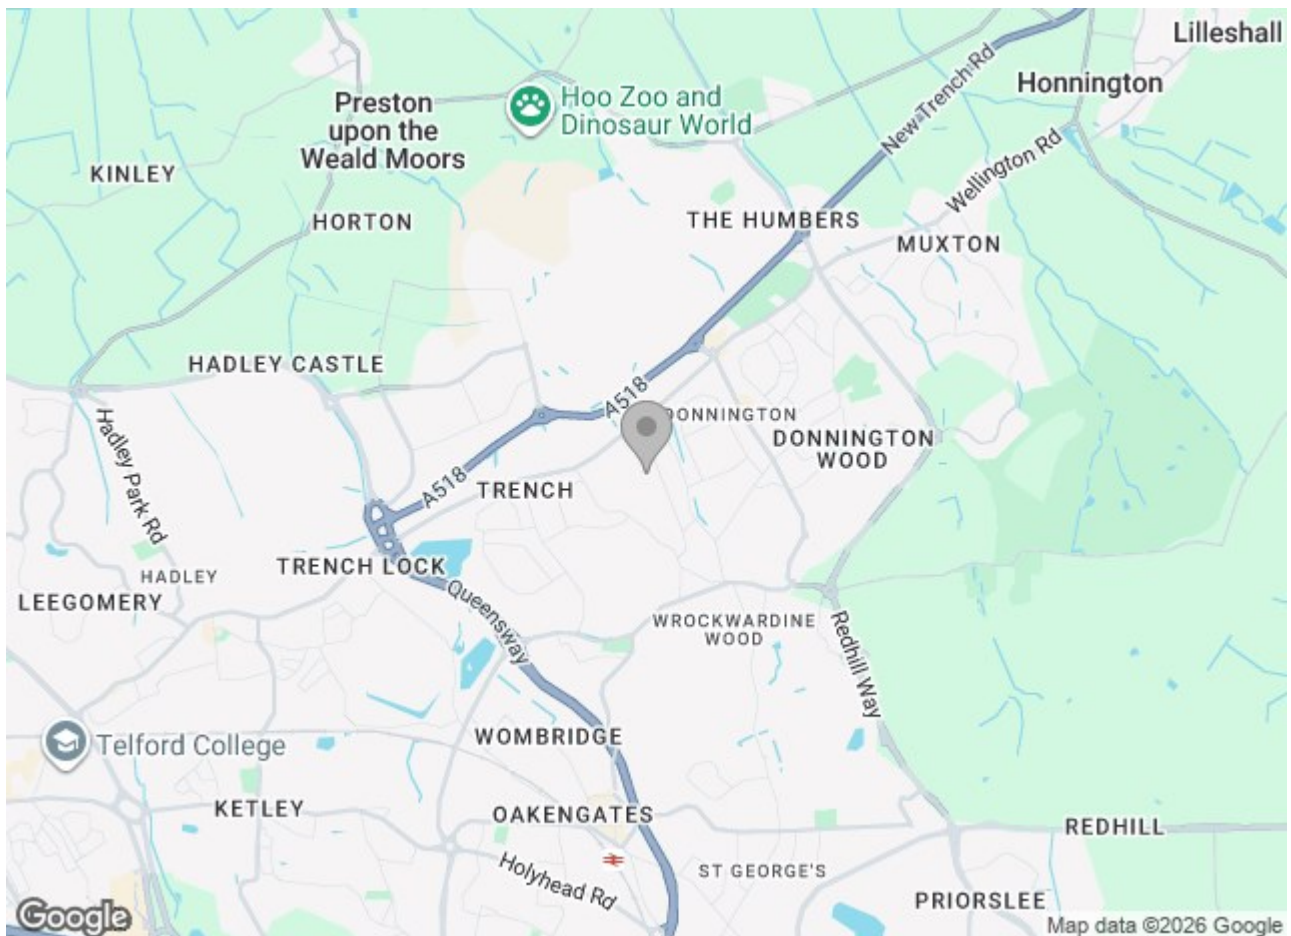 Lilleshall
Honnington
New Trench Rd
Hoo Zoo and
Dinosaur World
Preston
upon the
Weald Moors
KINLEY
Wellington Rd
HORTON
THE HUMBERS
MUXTON
HADLEY CASTLE
A518
DONNINGTON
DONNINGTON
WOOD
Hadley Park Rd
A518
TRENCH
TRENCH LOCK
HADLEY
LEEGOMERY
Queensway
WROCKWARDINE
WOOD
Redhill Way
Telford College
WOMBRIDGE
KETLEY
OAKENGATES
REDHILL
Holyhead Rd
ST GEORGE'S
PRIORSLEE
Google
Map data ©2026 Google